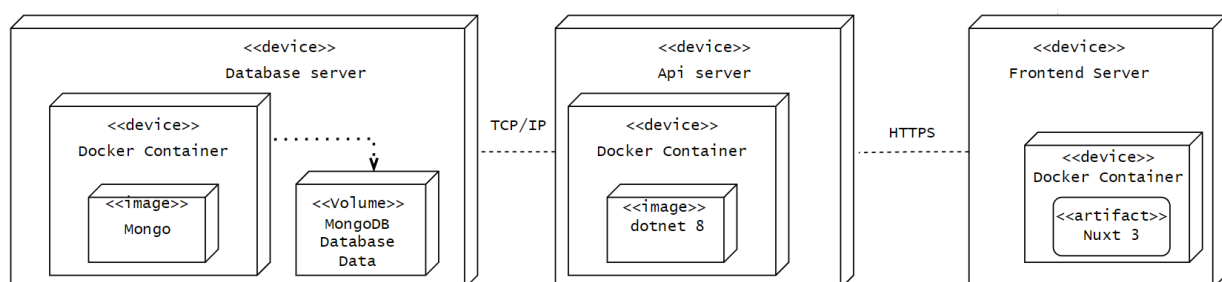 <<device>>
Database server
<<device>>
Docker Container
<<image>>
Mongo
<<Volume>>
MongoDB
Database
Data
TCP/IP
<<device>>
Api server
<<device>>
Docker Container
<<image>>
dotnet 8
HTTPS
<<device>>
Frontend Server
<<device>>
Docker Container
<<artifact>>
Nuxt 3